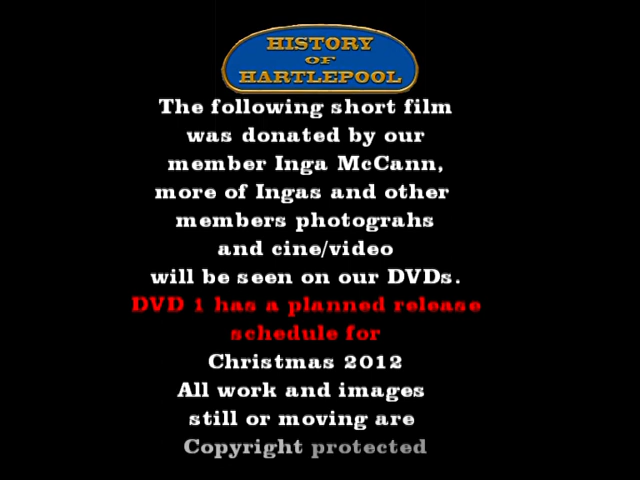 HISTORY
OF
HARTLEPOOL
The following short film
was donated by our
member Inga McCann,
more of Ingas and other
members photograhs
and cine/video
will be seen on our DVDs.
DVD 1 has a planned release
schedule for
Christmas 2012
All work and images
still or moving are
Copyright protected